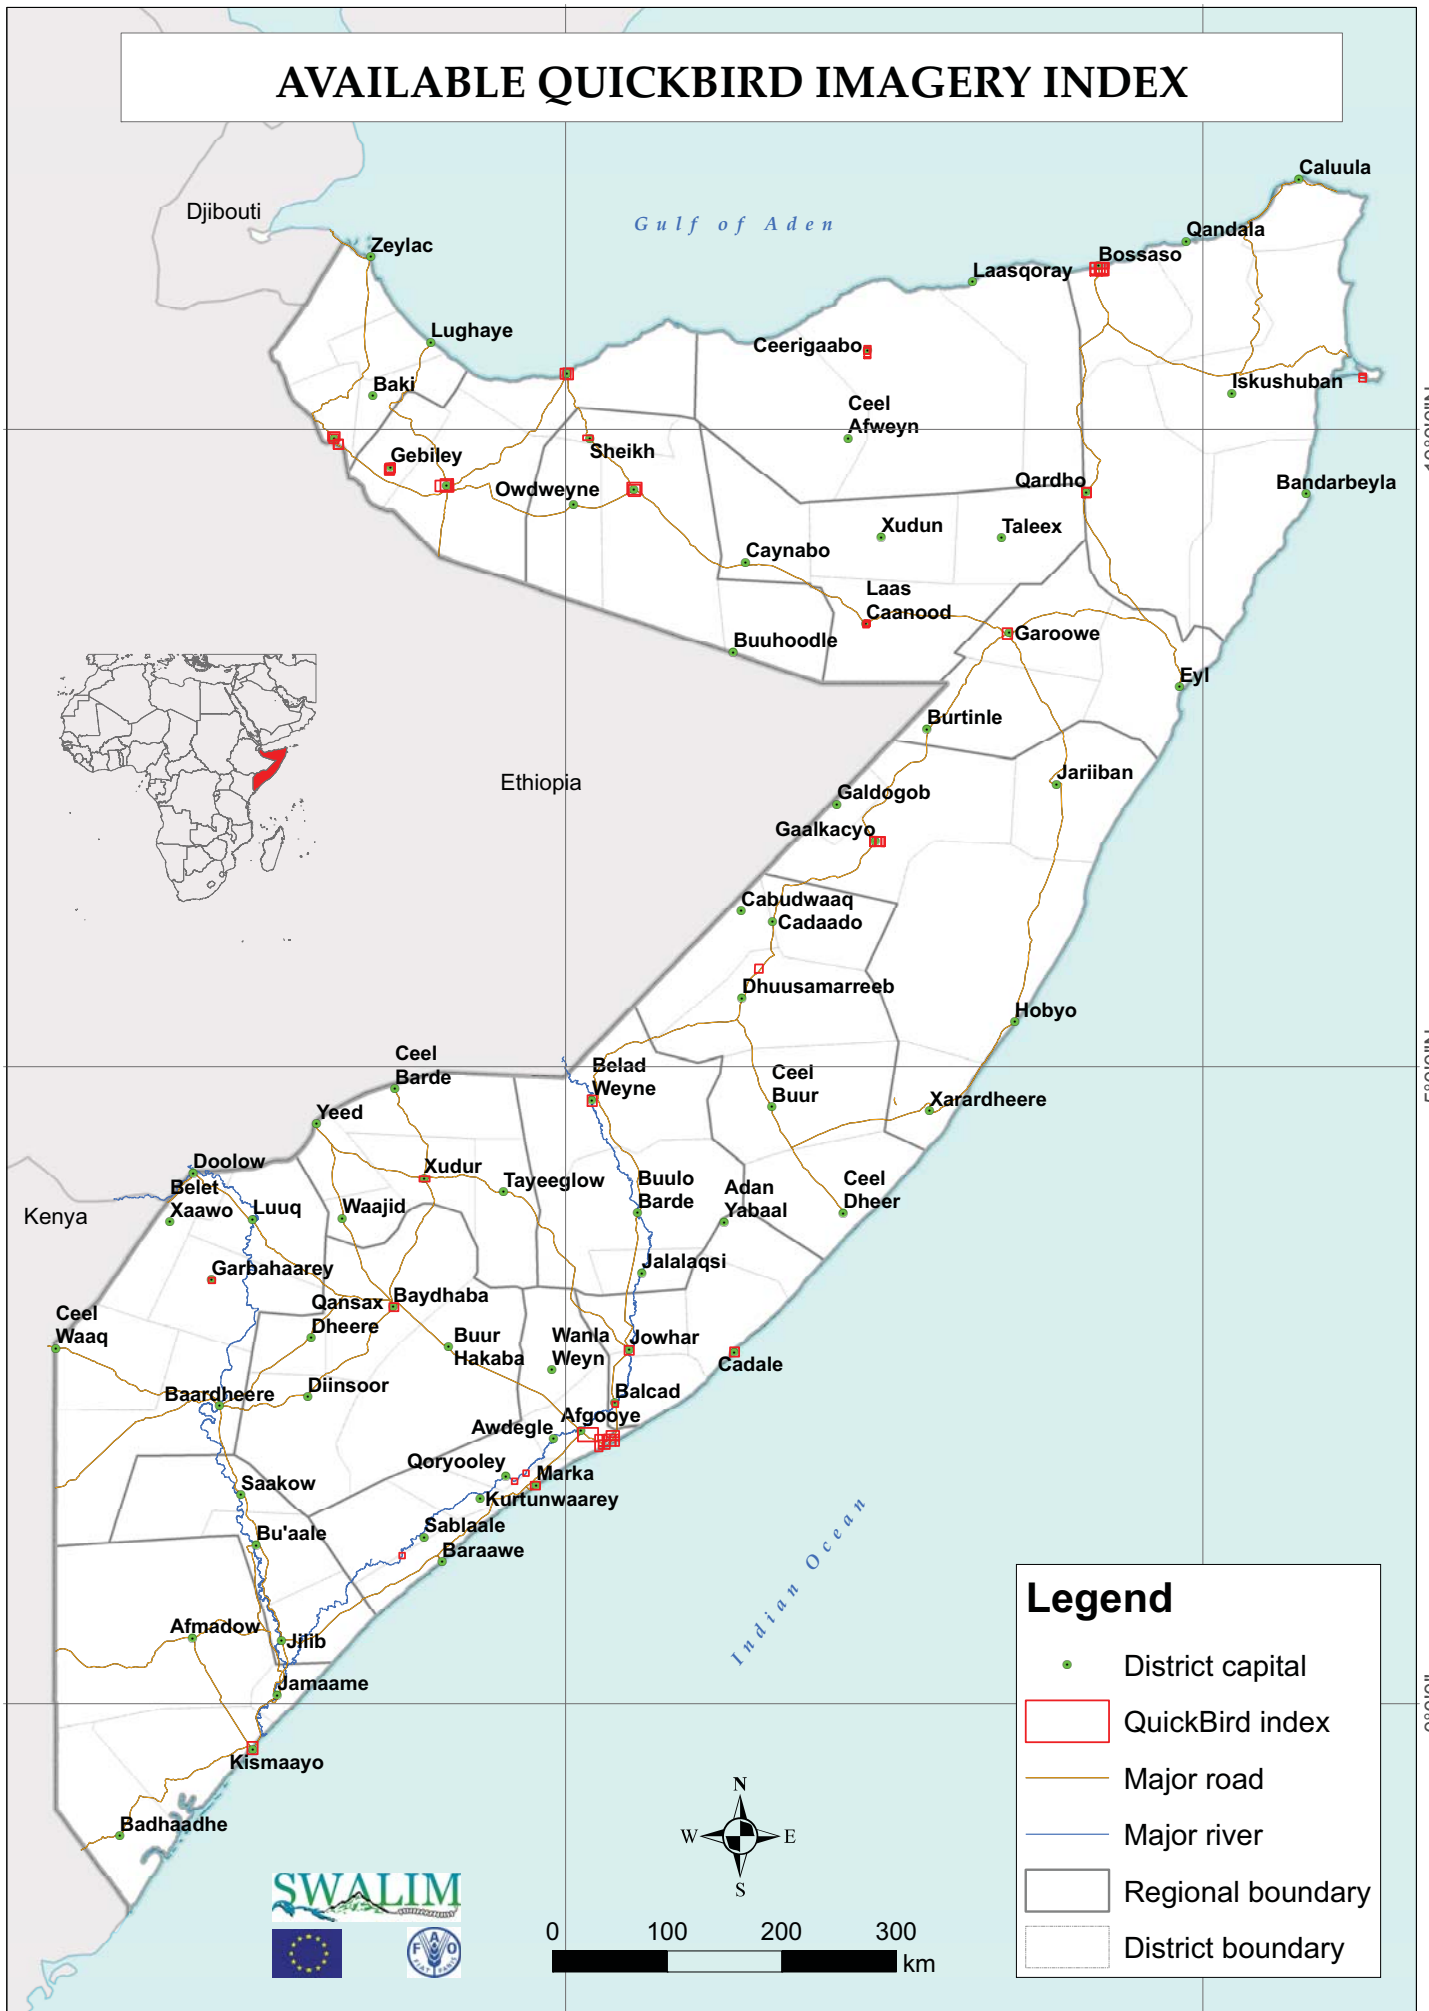 AVAILABLE QUICKBIRD IMAGERY INDEX
Caluula
Djibouti
Gulf of Aden
Qandala
Zeylac
Bossaso
Laasqoray
Lughaye
Ceerigaabo
Baki
Iskushuban
Ceel
Afweyn
Sheikh
Gebiley
Qardho
Bandarbeyla
Owdweyne
Xudun
Taleex
Caynabo
Laas
Caanood
Garoowe
Buuhoodle
Eyl
Burtinle
Ethiopia
Jariiban
Galdogob
Gaalkacyo
Cabudwaaq
Cadaado
Dhuusamarreeb
Hobyo
Ceel
Barde
Belad
Weyne
Ceel
Buur
Xarardheere
Yeed
Doolow
Xudur
Tayeeglow
Buulo
Barde
Adan
Yabaal
Ceel
Dheer
Belet
Xaawo
Luuq
Waajid
Kenya
Jalalaqsi
Garbahaarey
Baydhaba
Qansax
Dheere
Ceel
Waaq
Buur
Hakaba
Wanla
Weyn
Jowhar
Cadale
Baardheere
Diinsoor
Balcad
Afgooye
Awdegle
Qoryooley
Marka
Saakow
Kurtunwaarey
Bu'aale
Sablaale
Baraawe
Indian Ocean
Afmadow
Jilib
Jamaame
Kismaayo
Badhaadhe
Legend
District capital
QuickBird index
Major road
Major river
Regional boundary
District boundary
N
W E
S
SWALIM
F A O
FIAT PANIS
0 100 200 300
km